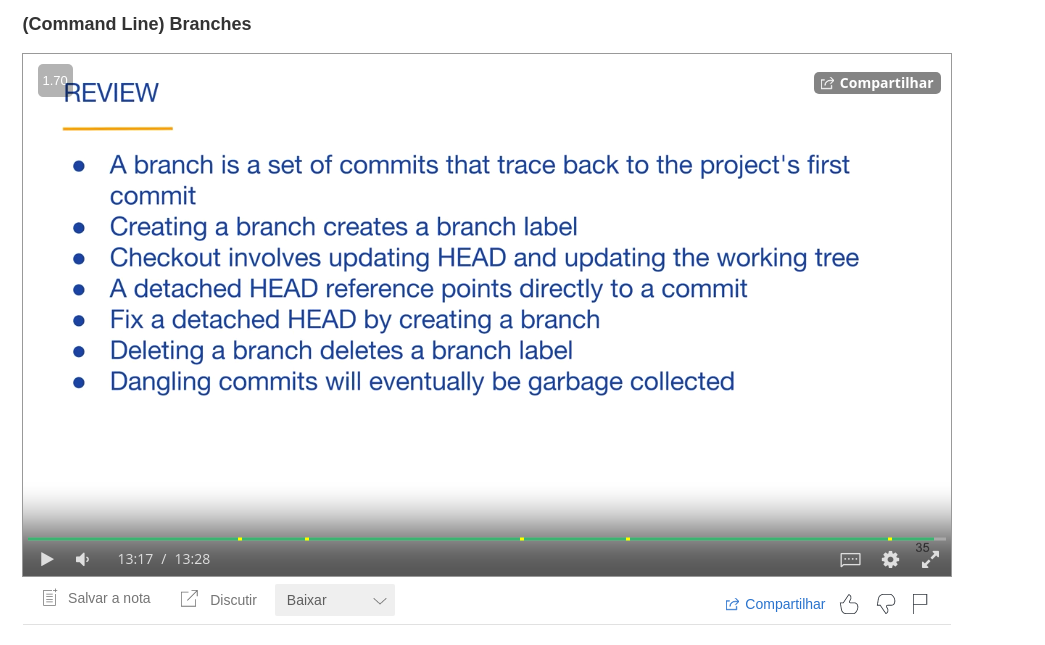 (Command Line) Branches
1.70
REVIEW
Compartilhar
A branch is a set of commits that trace back to the project's first
commit
Creating a branch creates a branch label
Checkout involves updating HEAD and updating the working tree
A detached HEAD reference points directly to a commit
Fix a detached HEAD by creating a branch
Deleting a branch deletes a branch label
Dangling commits will eventually be garbage collected
35
13:17 / 13:28
Salvar a nota
Discutir
Baixar
Compartilhar